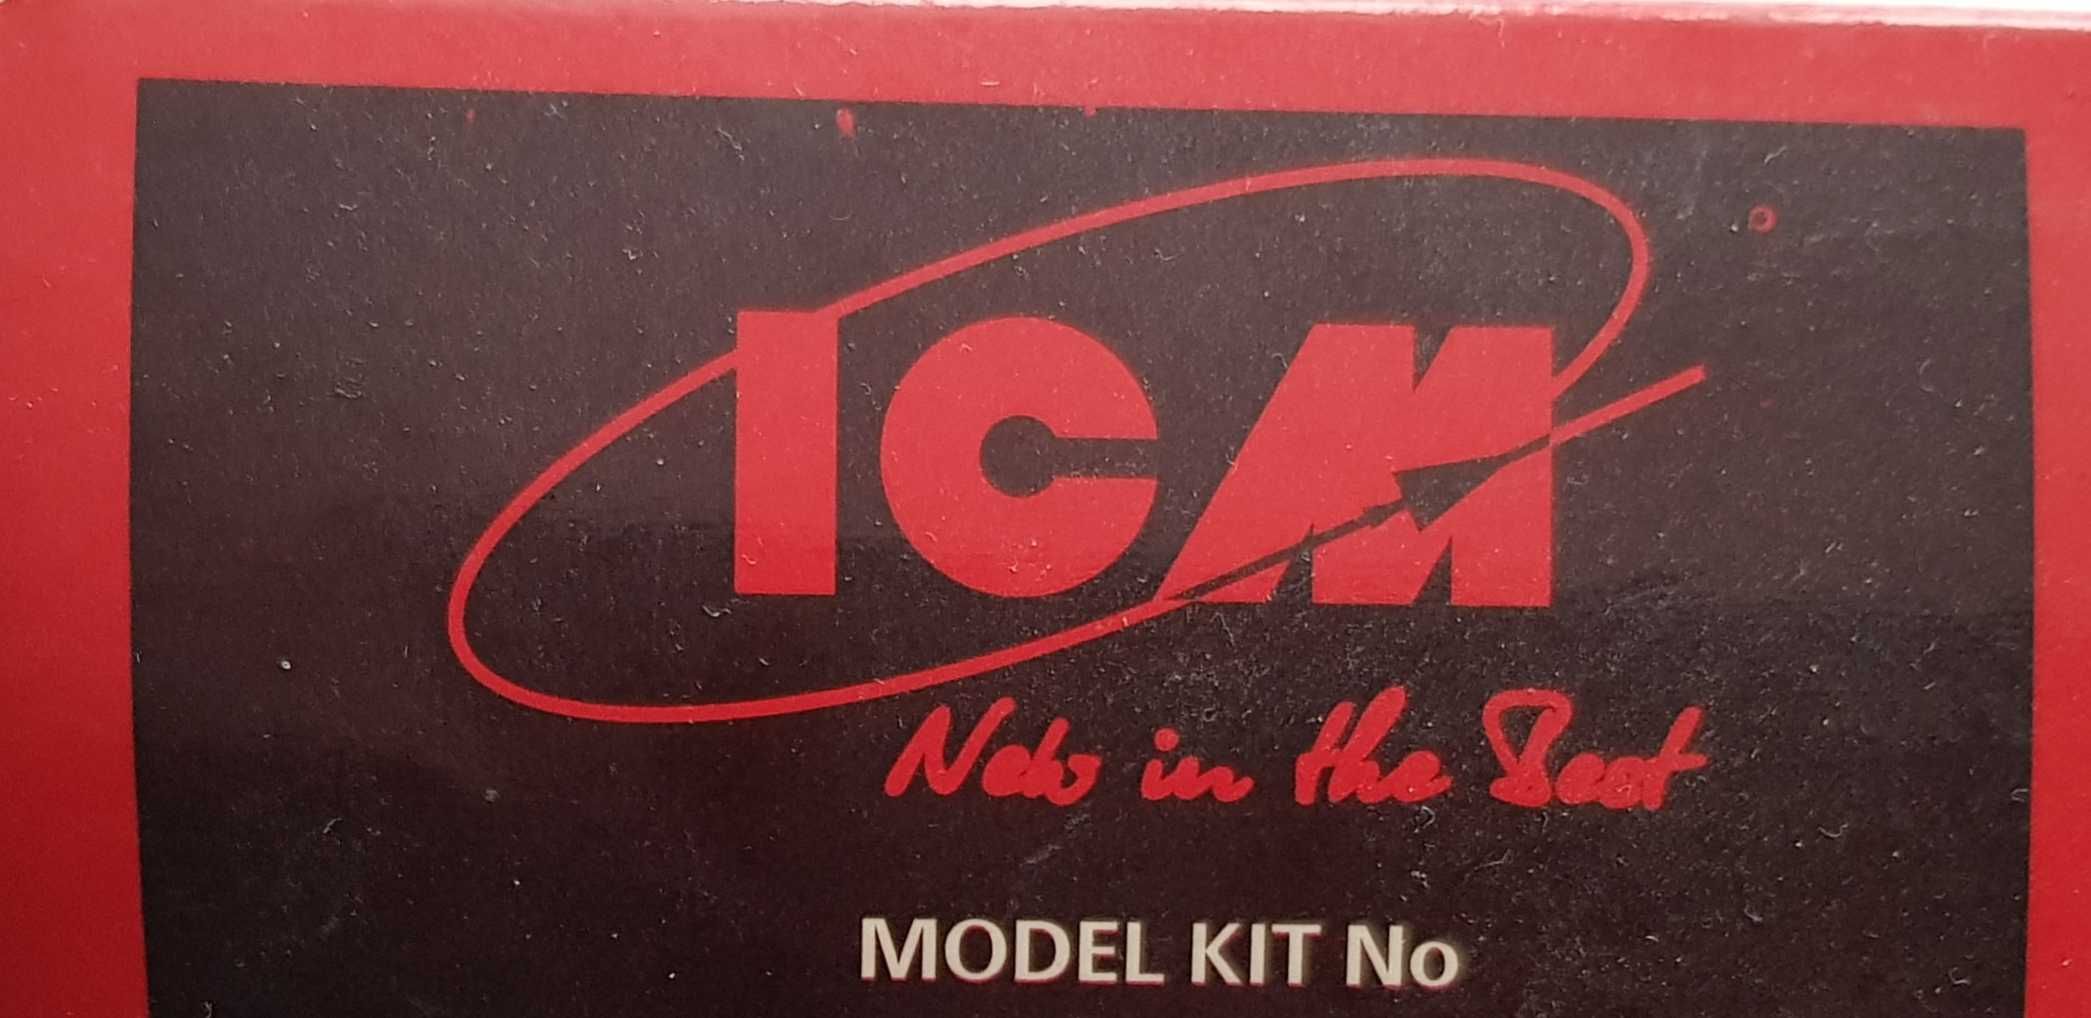 ICM
New in the Best
MODEL KIT No